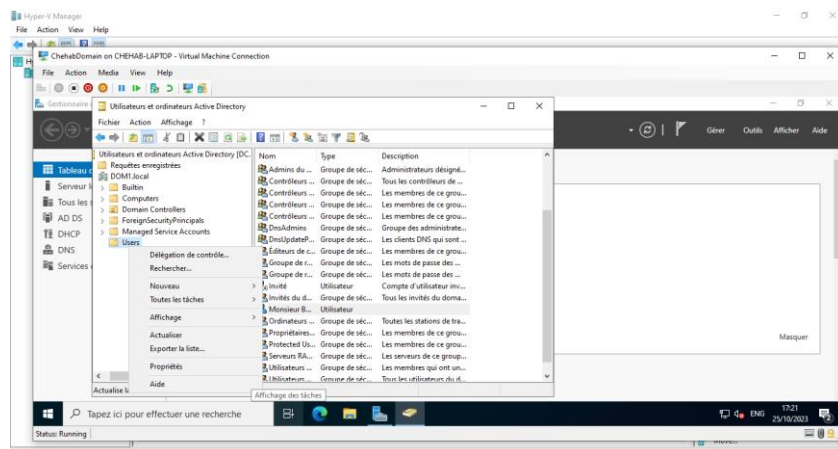 Hyper-V Manager
File Action View Help
ChehabDomain on CHEHAB-LAPTOP - Virtual Machine Connection
File Action Media View Help
Gestionnaire
Utilisateurs et ordinateurs Active Directory
Fichier Action Affichage ?
Gérer Outils Afficher Aide
Utilisateurs et ordinateurs Active Directory [DC.
Requêtes enregistrées
DOM1.local
Builtin
Computers
Domain Controllers
ForeignSecurityPrincipals
Managed Service Accounts
Users
Tableau
Serveur
Tous les
AD DS
DHCP
DNS
Services
Nom Type Description
Admins du ... Groupe de séc... Administrateurs désigné...
Contrôleurs ... Groupe de séc... Tous les contrôleurs de ...
Contrôleurs ... Groupe de séc... Les membres de ce grou...
Contrôleurs ... Groupe de séc... Les membres de ce grou...
Contrôleurs ... Groupe de séc... Les membres de ce grou...
DnsAdmins Groupe de séc... Groupe des administrate...
DnsUpdateP... Groupe de séc... Les clients DNS qui sont ...
Éditeurs de c... Groupe de séc... Les membres de ce grou...
Groupe de r... Groupe de séc... Les mots de passe des ...
Groupe de r... Groupe de séc... Les mots de passe des ...
Invité Utilisateur Compte d'utilisateur inv...
Invités du d... Groupe de séc... Tous les invités du doma...
Monsieur B... Utilisateur
Ordinateurs ... Groupe de séc... Toutes les stations de tra...
Propriétaires... Groupe de séc... Les membres de ce grou...
Protected Us... Groupe de séc... Les membres de ce grou...
Serveurs RA... Groupe de séc... Les serveurs de ce group...
Utilisateurs ... Groupe de séc... Les membres qui ont un...
Utilisateurs ... Groupe de séc... Tous les utilisateurs du d...
Délégation de contrôle...
Rechercher...
Nouveau
Toutes les tâches
Affichage
Actualiser
Exporter la liste...
Propriétés
Aide
Masquer
Actualise
Affichage des tâches
Tapez ici pour effectuer une recherche
ENG
17:21
25/10/2023
Status: Running
Move...